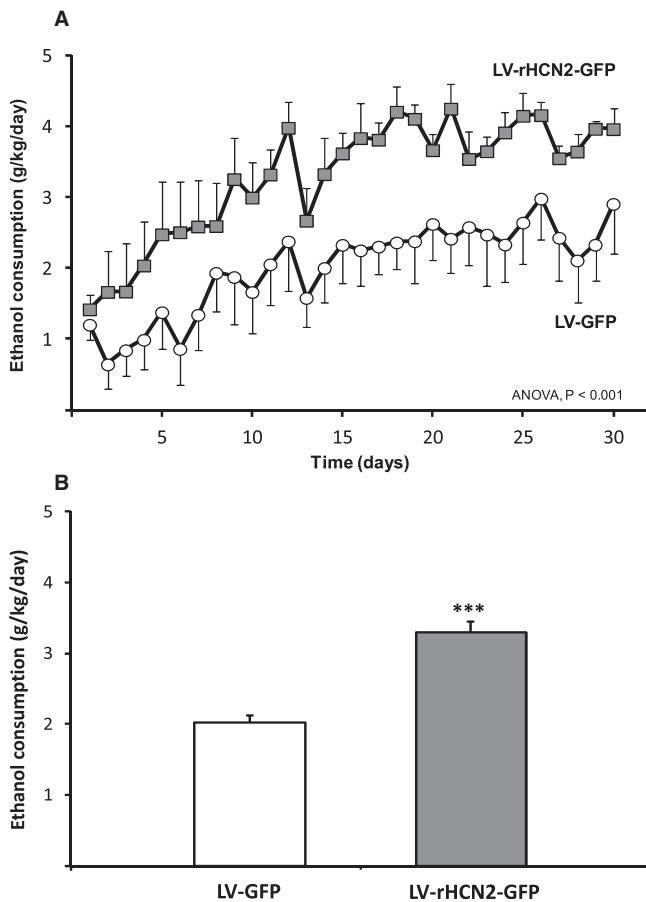 A
5
LV-rHCN2-GFP
4
3
2
LV-GFP
1
ANOVA, P < 0.001
Ethanol consumption (g/kg/day)
5 10 15 20 25 30
Time (days)
B
5
4
***
3
2
1
Ethanol consumption (g/kg/day)
LV-GFP LV-rHCN2-GFP